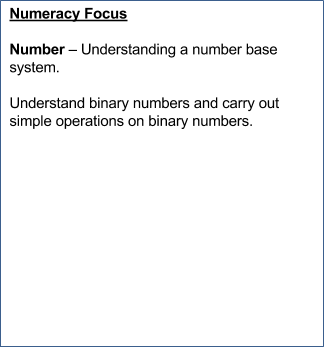 Numeracy Focus
Number – Understanding a number base
system.
Understand binary numbers and carry out
simple operations on binary numbers.